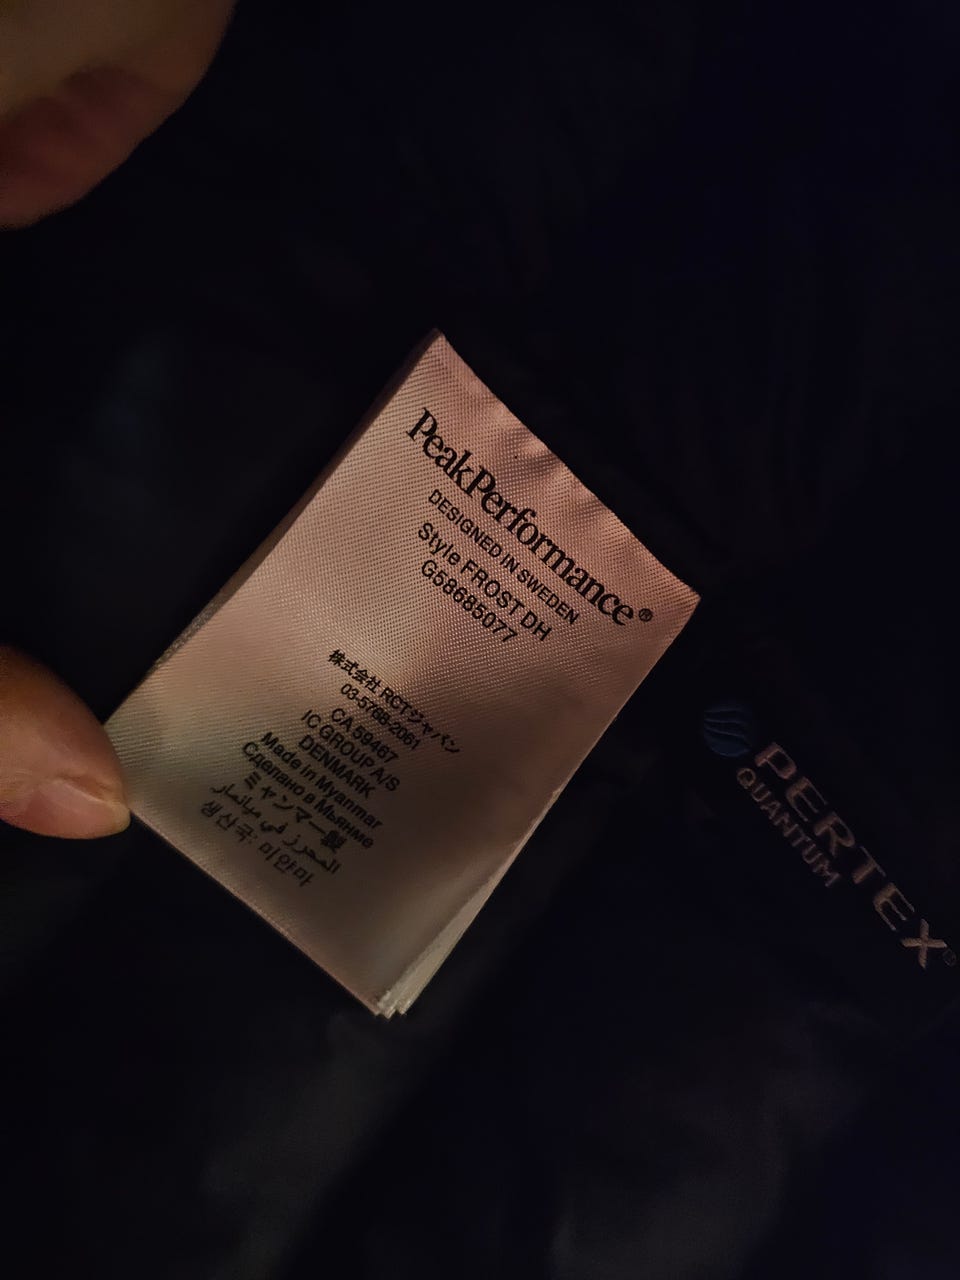 PeakPerformance®
DESIGNED IN SWEDEN
Style FROST DH
G58685077
株式会社 RCTジャパン
03-5768-2061
CA 59467
IC GROUP A/S
DENMARK
Made in Myanmar
Сделано в Мьянме
ミャンマー製
المحرز في ميانمار
생산국: 미얀마
PERTEX®
QUANTUM